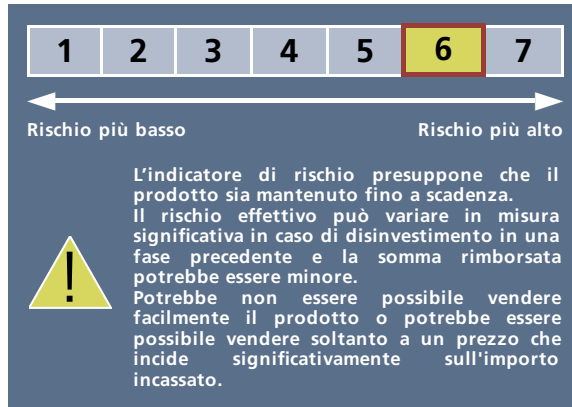 1 2 3 4 5 6 7
Rischio più basso Rischio più alto
L'indicatore di rischio presuppone che il
prodotto sia mantenuto fino a scadenza.
Il rischio effettivo può variare in misura
significativa in caso di disinvestimento in una
fase precedente e la somma rimborsata
potrebbe essere minore.
Potrebbe non essere possibile vendere
facilmente il prodotto o potrebbe essere
possibile vendere soltanto a un prezzo che
incide significativamente sull'importo
incassato.
!